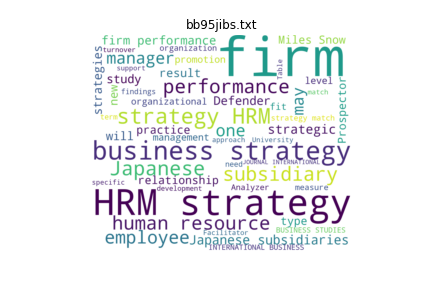 bb95jibs.txt
firm performance
turnover
organization
Miles Snow
firm
manager
promotion
support
result
strategies
study
findings
performance
Table
level
match
may
new
organizational
Defender
fit
Prospector
term
strategy HRM
strategy match
will
practice
one
strategic
management
approach
University
business strategy
JOURNAL INTERNATIONAL
Japanese
need
subsidiary
specific
relationship
development
Analyzer
measure
HRM strategy
human resource
type
Facilitator
BUSINESS STUDIES
employee
Japanese subsidiaries
INTERNATIONAL BUSINESS